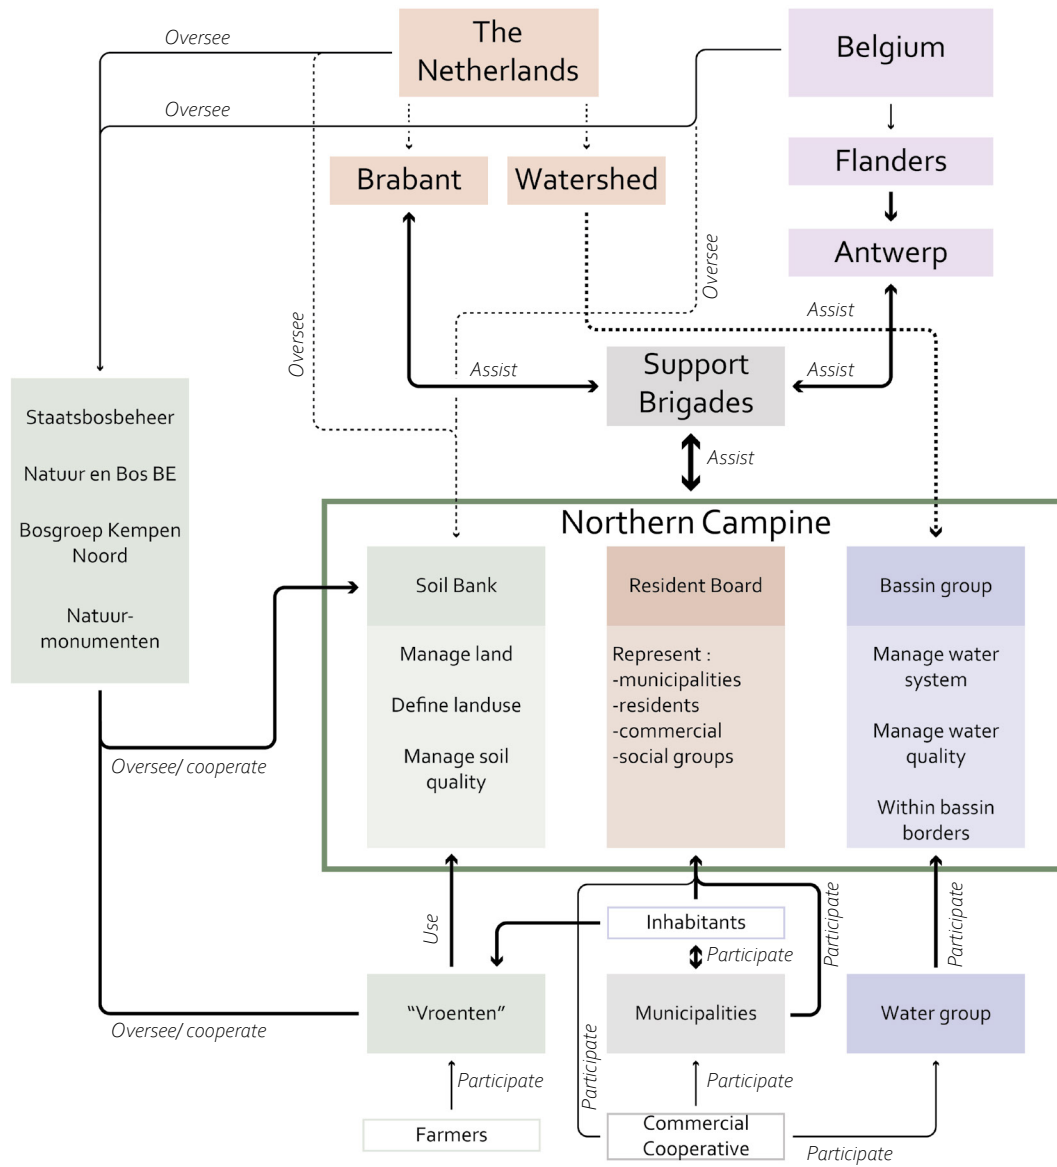 Oversee
The
Netherlands
Belgium
Oversee
Brabant
Watershed
Flanders
Oversee
Antwerp
Oversee
Assist
Assist
Support
Brigades
Assist
Assist
Staatsbosbeheer
Natuur en Bos BE
Bosgroep Kempen
Noord
Natuur-
monumenten
Northern Campine
Soil Bank
Manage land
Define landuse
Manage soil
quality
Resident Board
Represent :
-municipalities
-residents
-commercial
-social groups
Bassin group
Manage water
system
Manage water
quality
Within bassin
borders
Oversee/ cooperate
Use
Inhabitants
Participate
Participate
Participate
"Vroenten"
Municipalities
Water group
Oversee/ cooperate
Participate
Participate
Participate
Farmers
Commercial
Cooperative
Participate